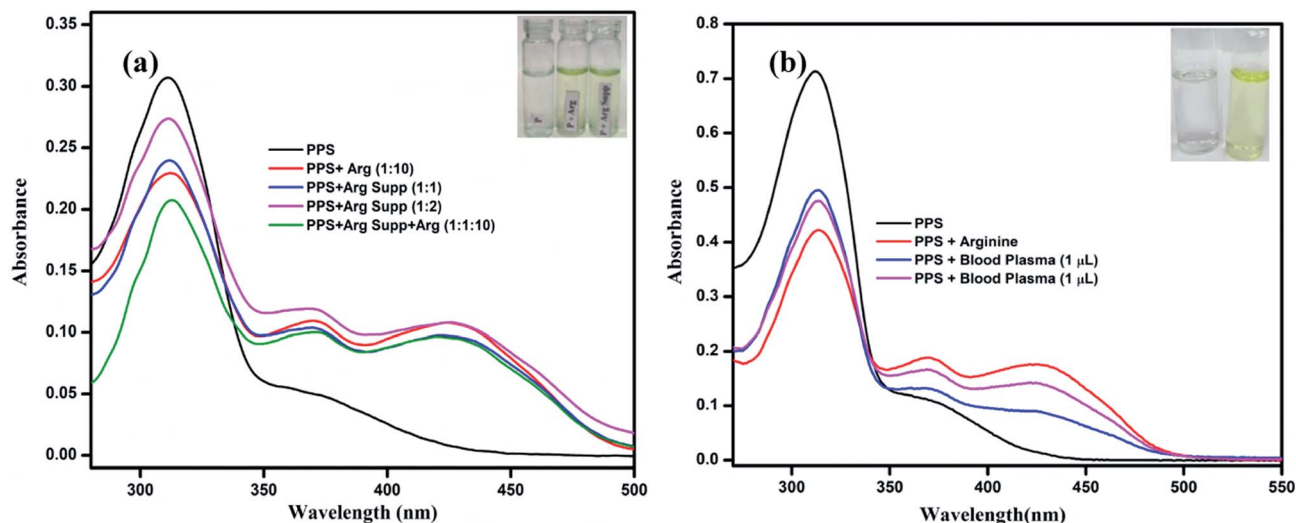 (a)
0.35
0.30
0.25
0.20
0.15
0.10
0.05
0.00
Absorbance
300 350 400 450 500
Wavelength (nm)
PPS
PPS+ Arg (1:10)
PPS+Arg Supp (1:1)
PPS+Arg Supp (1:2)
PPS+Arg Supp+Arg (1:1:10)
P
P + Arg
P + Arg Supp
(b)
0.8
0.7
0.6
0.5
0.4
0.3
0.2
0.1
0.0
Absorbance
300 350 400 450 500 550
Wavelength(nm)
PPS
PPS + Arginine
PPS + Blood Plasma (1 μL)
PPS + Blood Plasma (1 μL)